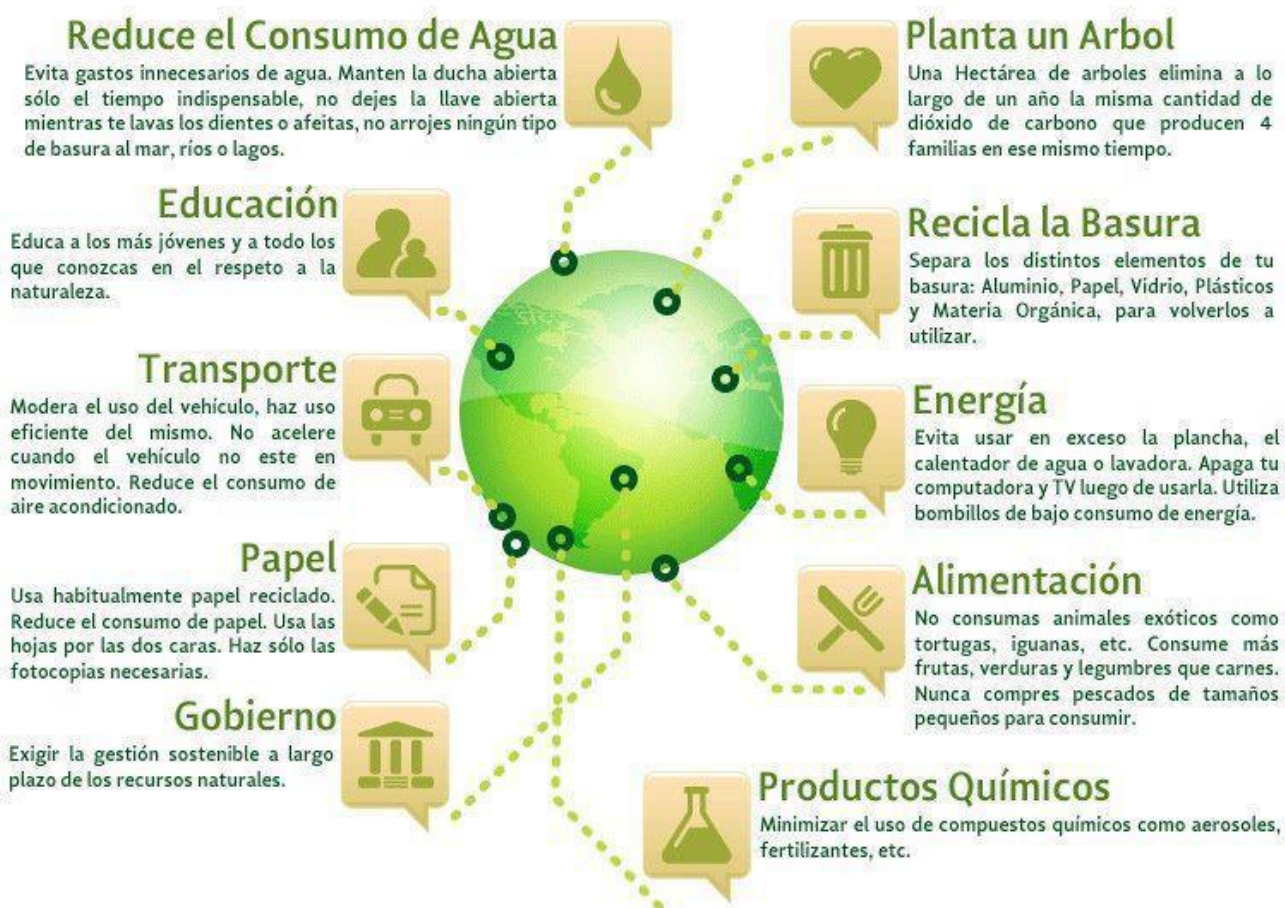 Reduce el Consumo de Agua
Evita gastos innecesarios de agua. Manten la ducha abierta
sólo el tiempo indispensable, no dejes la llave abierta
mientras te lavas los dientes o afeitas, no arrojes ningún tipo
de basura al mar, ríos o lagos.
Educación
Educa a los más jóvenes y a todo los
que conozcas en el respeto a la
naturaleza.
Transporte
Modera el uso del vehículo, haz uso
eficiente del mismo. No acelere
cuando el vehículo no este en
movimiento. Reduce el consumo de
aire acondicionado.
Papel
Usa habitualmente papel reciclado.
Reduce el consumo de papel. Usa las
hojas por las dos caras. Haz sólo las
fotocopias necesarias.
Gobierno
Exigir la gestión sostenible a largo
plazo de los recursos naturales.
Planta un Arbol
Una Hectárea de arboles elimina a lo
largo de un año la misma cantidad de
dióxido de carbono que producen 4
familias en ese mismo tiempo.
Recicla la Basura
Separa los distintos elementos de tu
basura: Aluminio, Papel, Vidrio, Plásticos
y Materia Orgánica, para volverlos a
utilizar.
Energía
Evita usar en exceso la plancha, el
calentador de agua o lavadora. Apaga tu
computadora y TV luego de usarla. Utiliza
bombillos de bajo consumo de energía.
Alimentación
No consumas animales exóticos como
tortugas, iguanas, etc. Consume más
frutas, verduras y legumbres que carnes.
Nunca compres pescados de tamaños
pequeños para consumir.
Productos Químicos
Minimizar el uso de compuestos químicos como aerosoles,
fertilizantes, etc.